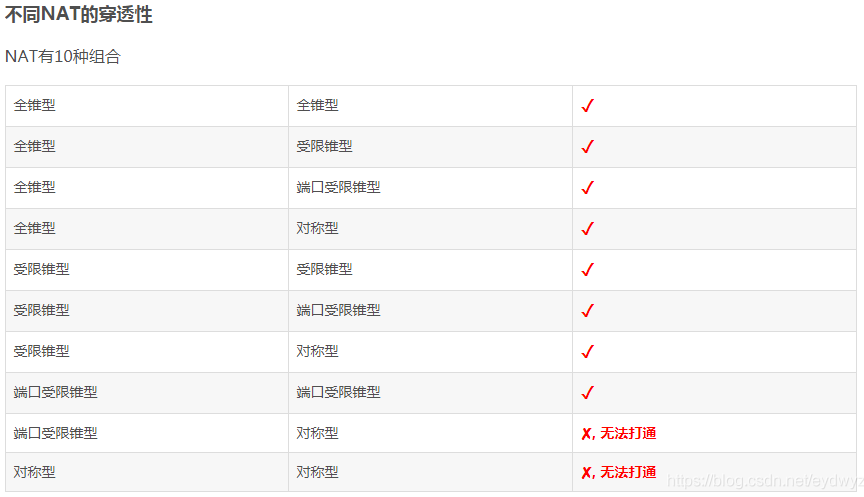 不同NAT的穿透性
NAT有10种组合
全锥型 全锥型 ✓
全锥型 受限锥型 ✓
全锥型 端口受限锥型 ✓
全锥型 对称型 ✓
受限锥型 受限锥型 ✓
受限锥型 端口受限锥型 ✓
受限锥型 对称型 ✓
端口受限锥型 端口受限锥型 ✓
端口受限锥型 对称型 ✗, 无法打通
对称型 对称型 ✗, 无法打通
https://blog.csdn.net/eydwyz